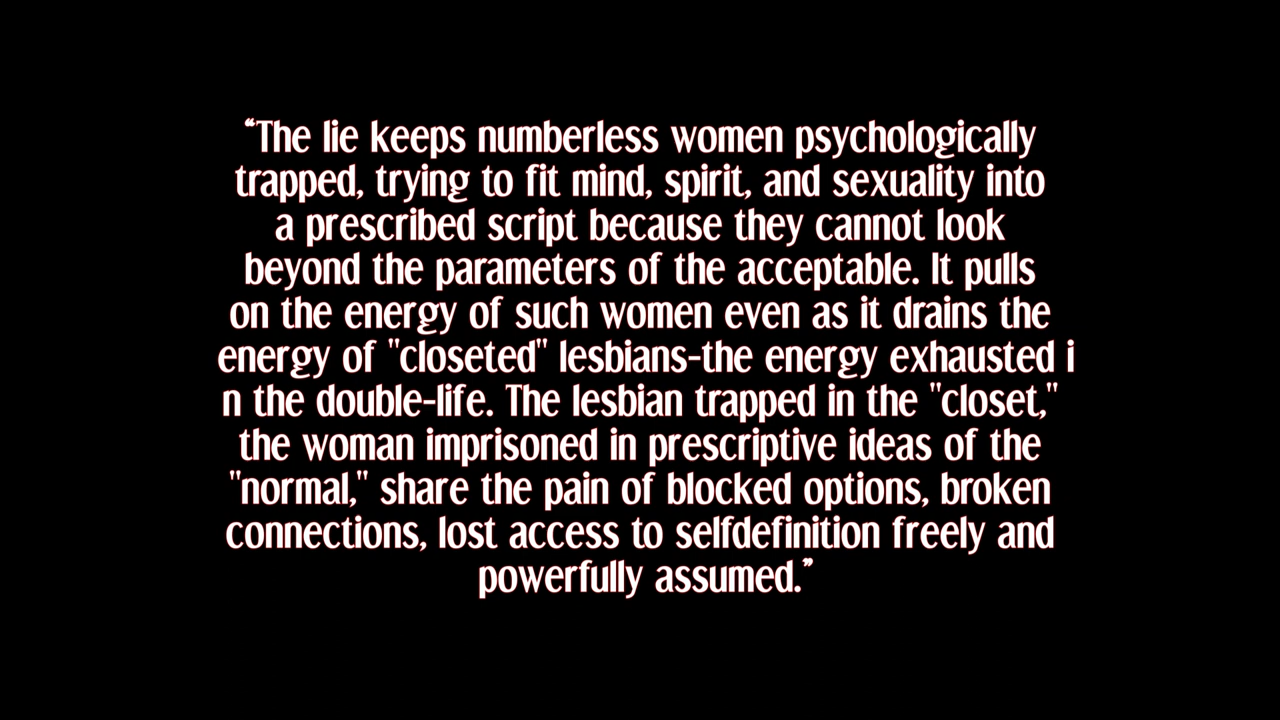 “The lie keeps numberless women psychologically
trapped, trying to fit mind, spirit, and sexuality into
a prescribed script because they cannot look
beyond the parameters of the acceptable. It pulls
on the energy of such women even as it drains the
energy of "closeted" lesbians-the energy exhausted i
n the double-life. The lesbian trapped in the "closet,"
the woman imprisoned in prescriptive ideas of the
"normal," share the pain of blocked options, broken
connections, lost access to selfdefinition freely and
powerfully assumed.”